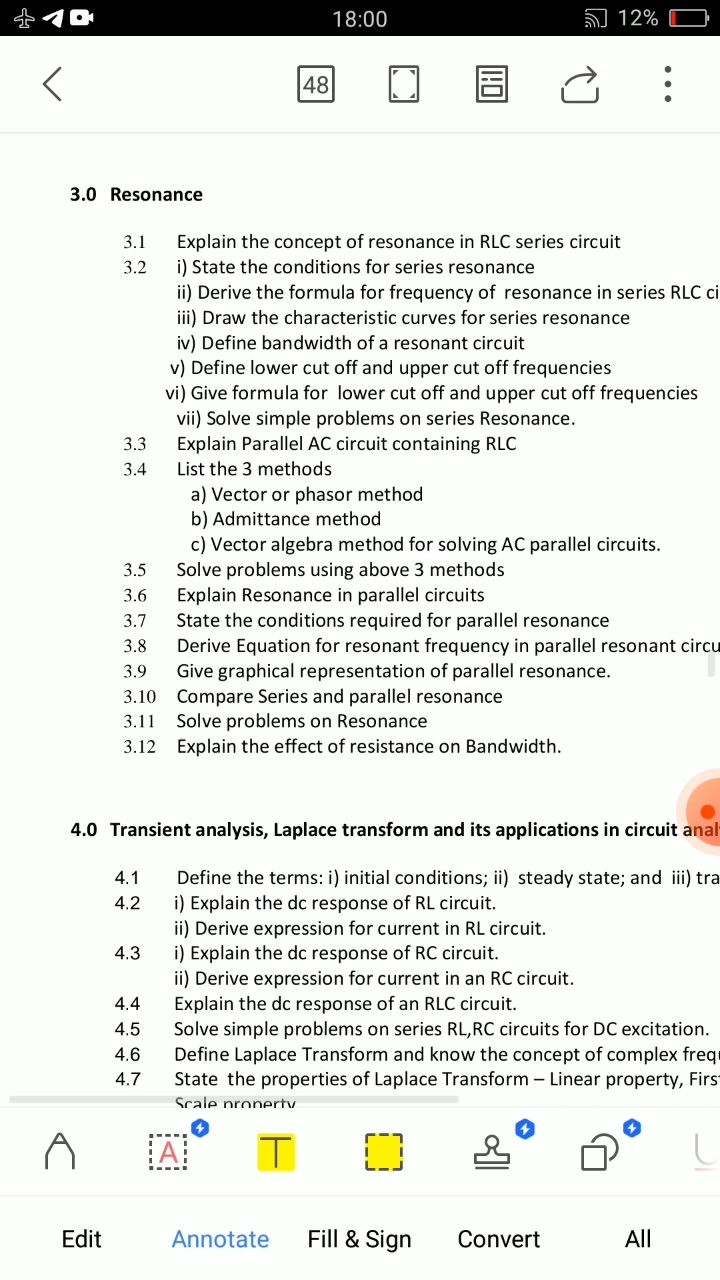 18:00
12%
48
3.0 Resonance
3.1 Explain the concept of resonance in RLC series circuit
3.2 i) State the conditions for series resonance
ii) Derive the formula for frequency of resonance in series RLC ci
iii) Draw the characteristic curves for series resonance
iv) Define bandwidth of a resonant circuit
v) Define lower cut off and upper cut off frequencies
vi) Give formula for lower cut off and upper cut off frequencies
vii) Solve simple problems on series Resonance.
3.3 Explain Parallel AC circuit containing RLC
3.4 List the 3 methods
a) Vector or phasor method
b) Admittance method
c) Vector algebra method for solving AC parallel circuits.
3.5 Solve problems using above 3 methods
3.6 Explain Resonance in parallel circuits
3.7 State the conditions required for parallel resonance
3.8 Derive Equation for resonant frequency in parallel resonant circu
3.9 Give graphical representation of parallel resonance.
3.10 Compare Series and parallel resonance
3.11 Solve problems on Resonance
3.12 Explain the effect of resistance on Bandwidth.
4.0 Transient analysis, Laplace transform and its applications in circuit anal
4.1 Define the terms: i) initial conditions; ii) steady state; and iii) tra
4.2 i) Explain the dc response of RL circuit.
ii) Derive expression for current in RL circuit.
4.3 i) Explain the dc response of RC circuit.
ii) Derive expression for current in an RC circuit.
4.4 Explain the dc response of an RLC circuit.
4.5 Solve simple problems on series RL,RC circuits for DC excitation.
4.6 Define Laplace Transform and know the concept of complex freq
4.7 State the properties of Laplace Transform – Linear property, Firs
Scale property
A T U
Edit Annotate Fill & Sign Convert All